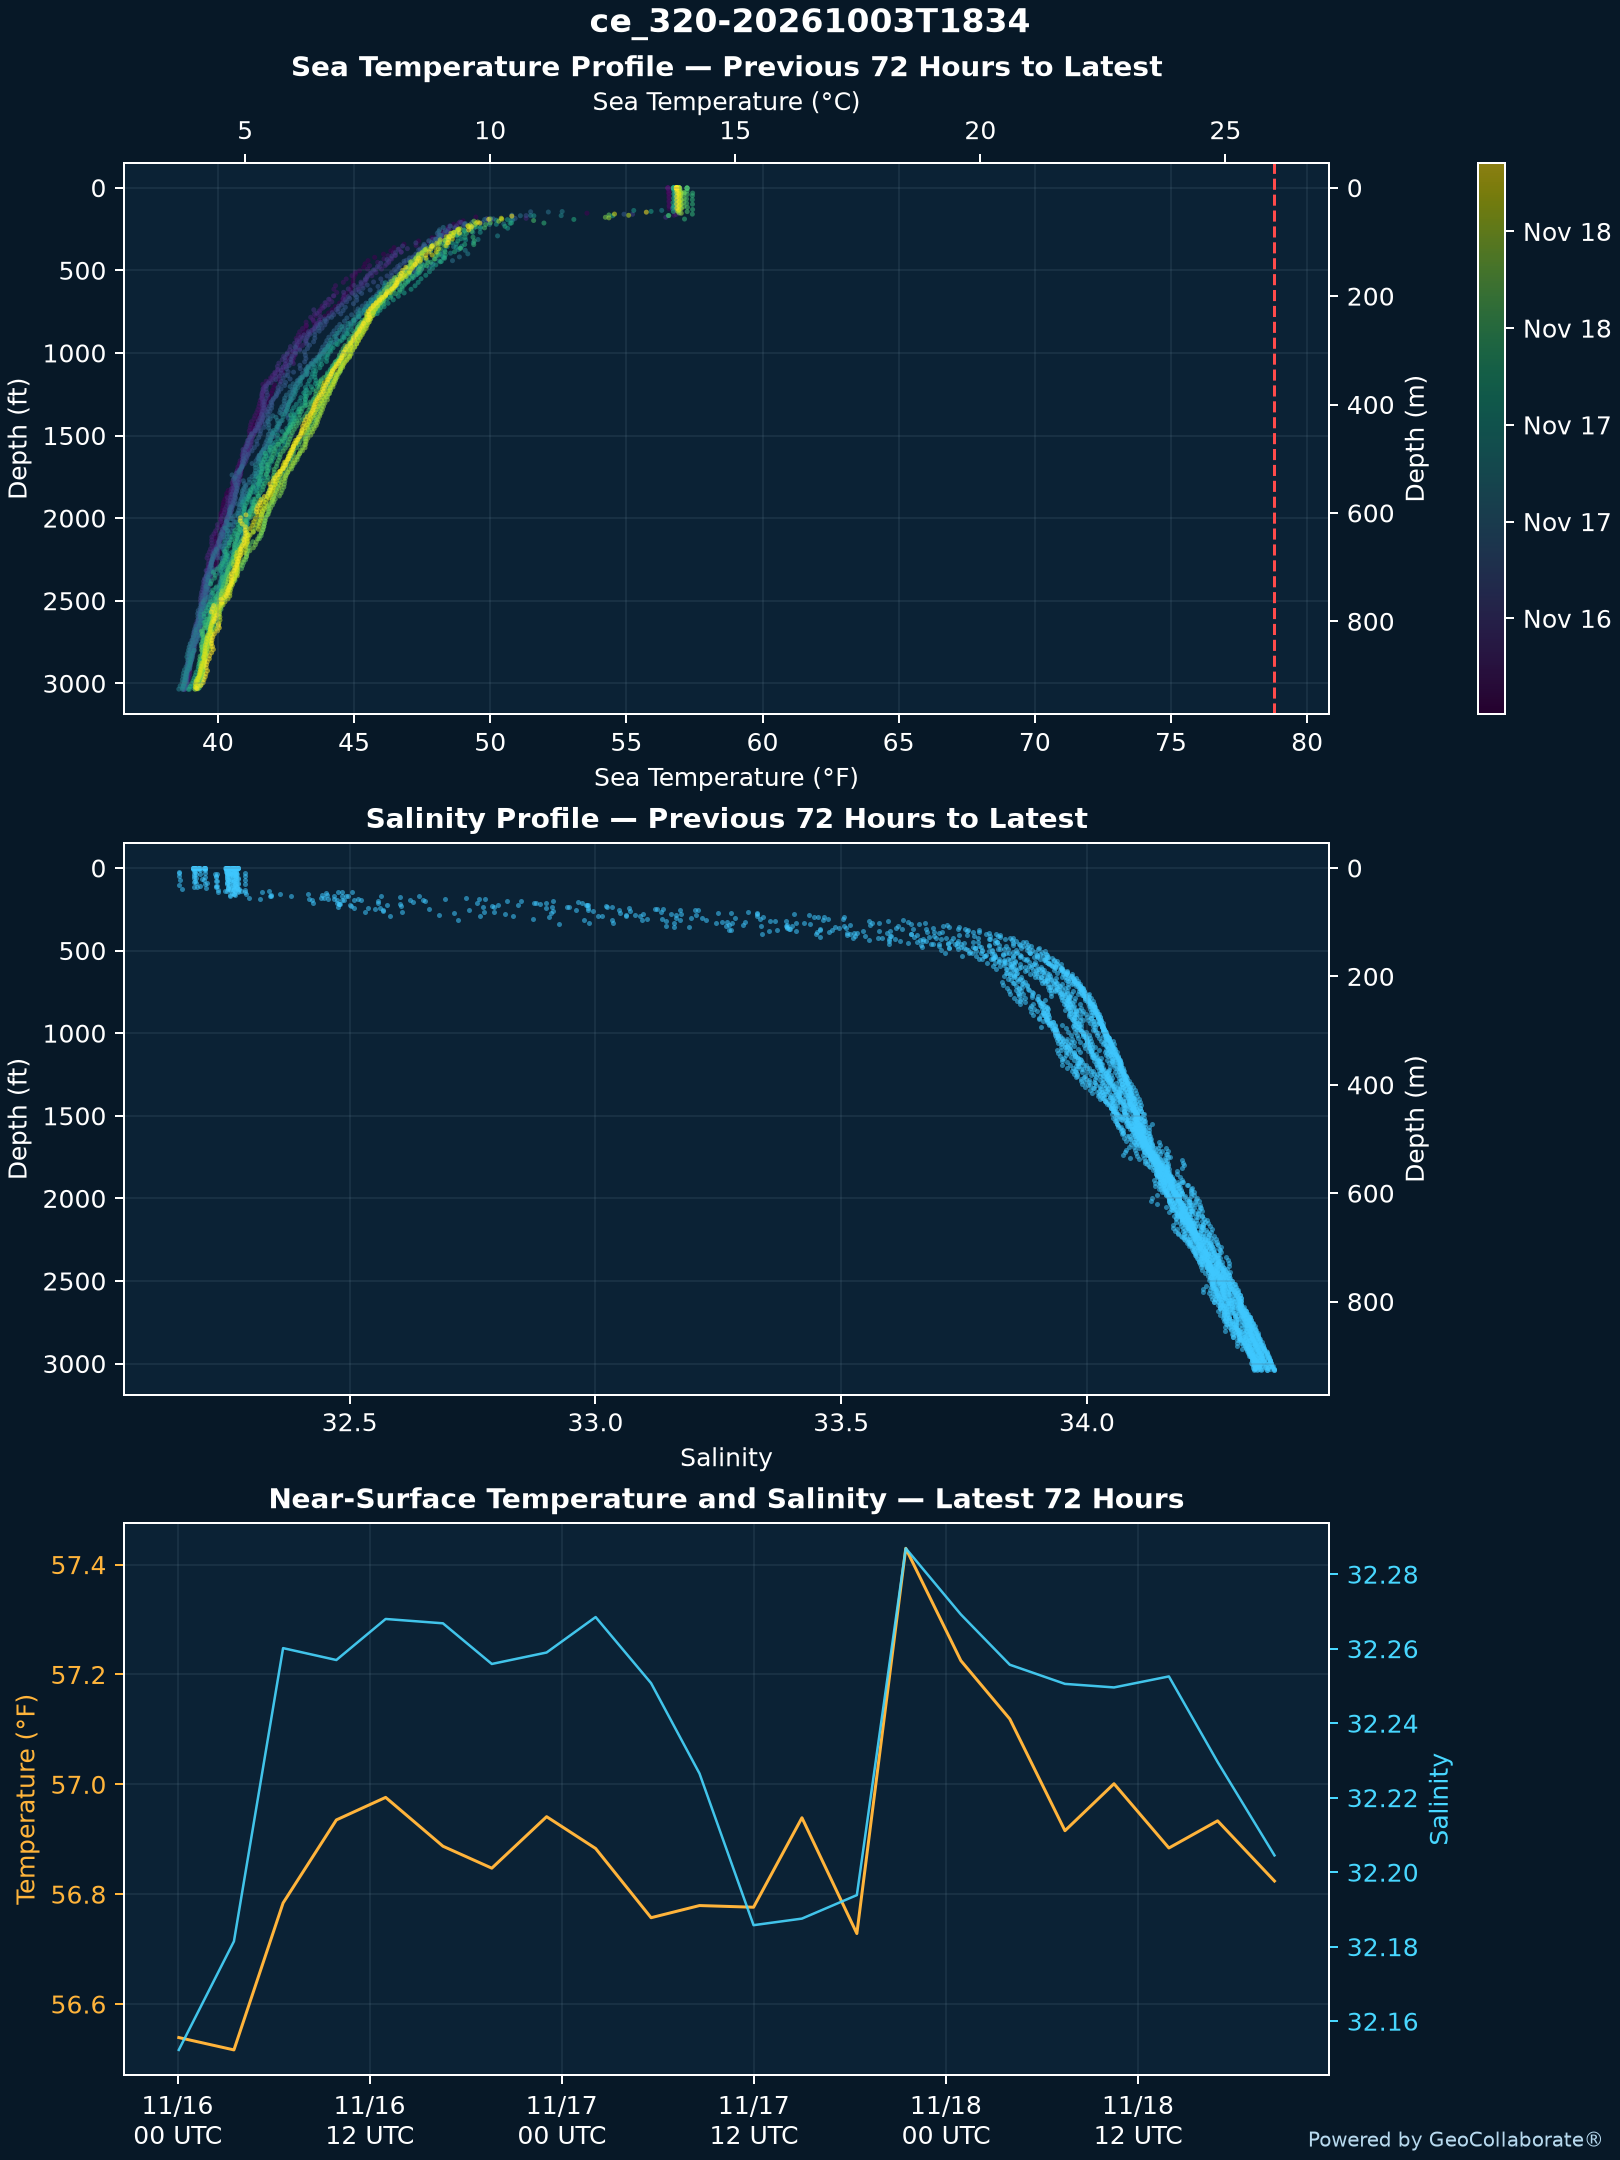 ce_320-20261003T1834
Sea Temperature Profile — Previous 72 Hours to Latest
Sea Temperature (°C)
5 10 15 20 25
0
500
1000
1500
2000
2500
3000
Depth (ft)
0
200
400
600
800
Depth (m)
Nov 18
Nov 18
Nov 17
Nov 17
Nov 16
40 45 50 55 60 65 70 75 80
Sea Temperature (°F)
Salinity Profile — Previous 72 Hours to Latest
0
500
1000
1500
2000
2500
3000
Depth (ft)
0
200
400
600
800
Depth (m)
32.5 33.0 33.5 34.0
Salinity
Near-Surface Temperature and Salinity — Latest 72 Hours
57.4
57.2
57.0
56.8
56.6
Temperature (°F)
32.28
32.26
32.24
32.22
32.20
32.18
32.16
Salinity
11/16 11/16 11/17 11/17 11/18 11/18
00 UTC 12 UTC 00 UTC 12 UTC 00 UTC 12 UTC
Powered by GeoCollaborate®